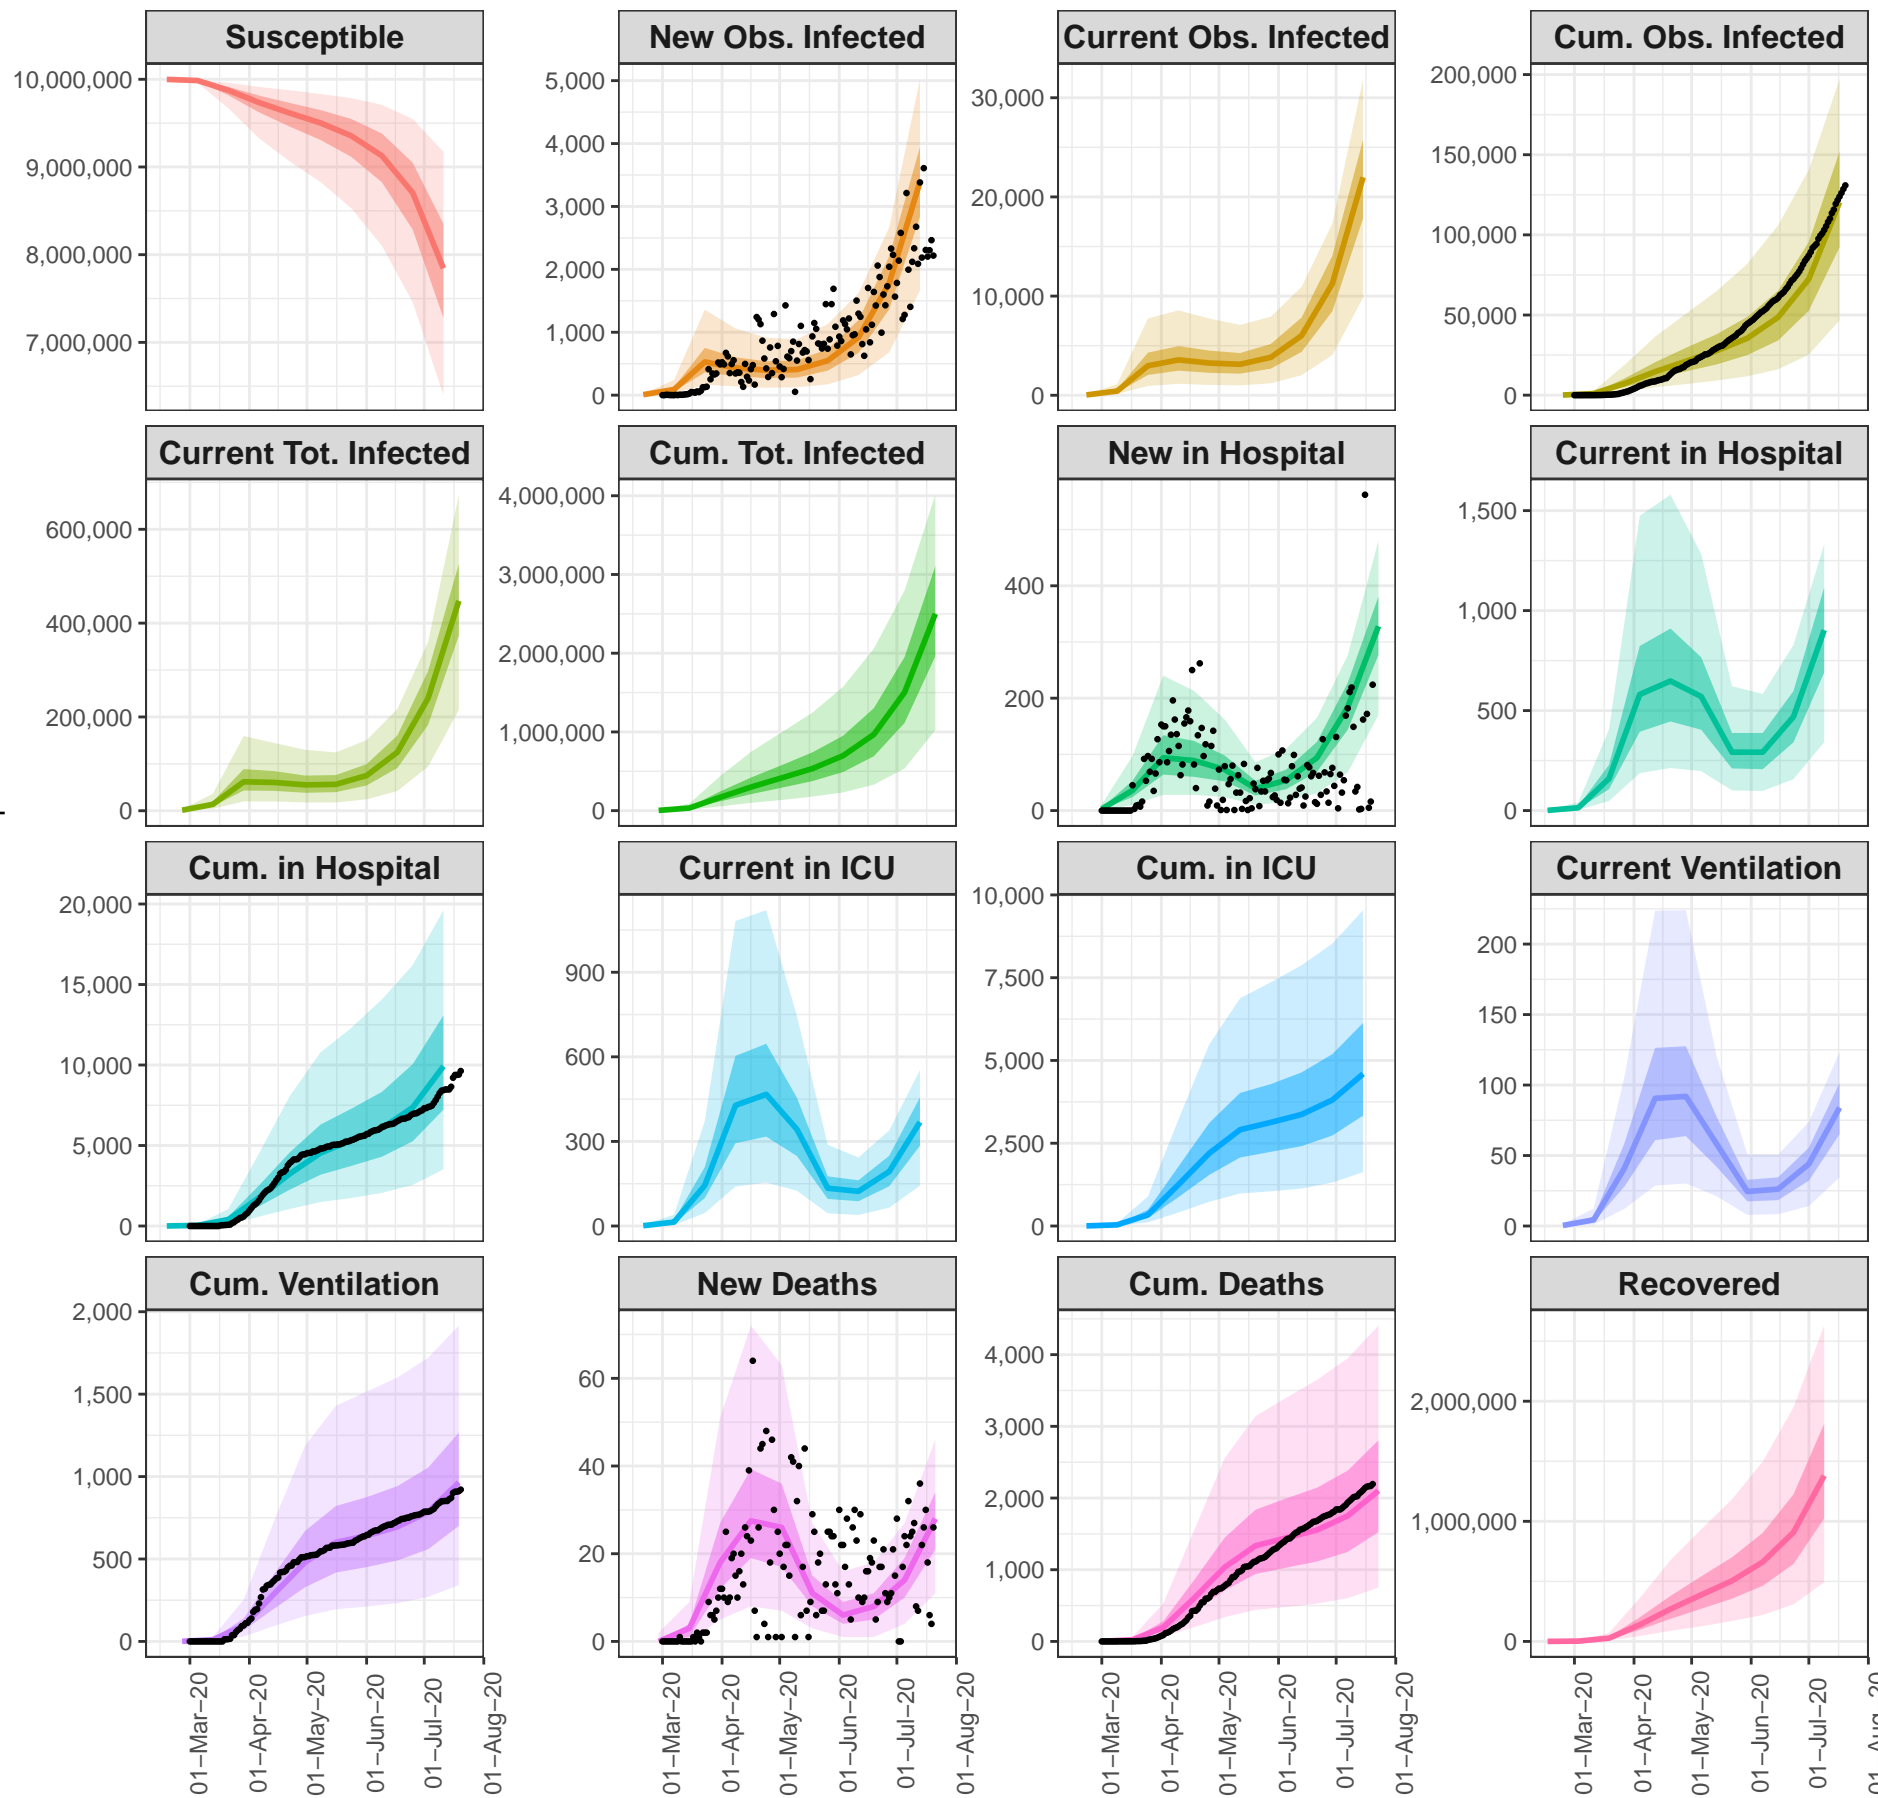 Susceptible
New Obs. Infected
Current Obs. Infected
Cum. Obs. Infected
10,000,000
9,000,000
8,000,000
7,000,000
5,000
4,000
3,000
2,000
1,000
0
30,000
20,000
10,000
0
200,000
150,000
100,000
50,000
0
Current Tot. Infected
Cum. Tot. Infected
New in Hospital
Current in Hospital
600,000
400,000
200,000
0
4,000,000
3,000,000
2,000,000
1,000,000
0
400
200
0
1,500
1,000
500
0
Cum. in Hospital
Current in ICU
Cum. in ICU
Current Ventilation
20,000
15,000
10,000
5,000
0
900
600
300
0
10,000
7,500
5,000
2,500
0
200
150
100
50
0
Cum. Ventilation
New Deaths
Cum. Deaths
Recovered
2,000
1,500
1,000
500
0
60
40
20
0
4,000
3,000
2,000
1,000
0
2,000,000
1,000,000
0
01–Mar–20
01–Apr–20
01–May–20
01–Jun–20
01–Jul–20
01–Aug–20
01–Mar–20
01–Apr–20
01–May–20
01–Jun–20
01–Jul–20
01–Aug–20
01–Mar–20
01–Apr–20
01–May–20
01–Jun–20
01–Jul–20
01–Aug–20
01–Mar–20
01–Apr–20
01–May–20
01–Jun–20
01–Jul–20